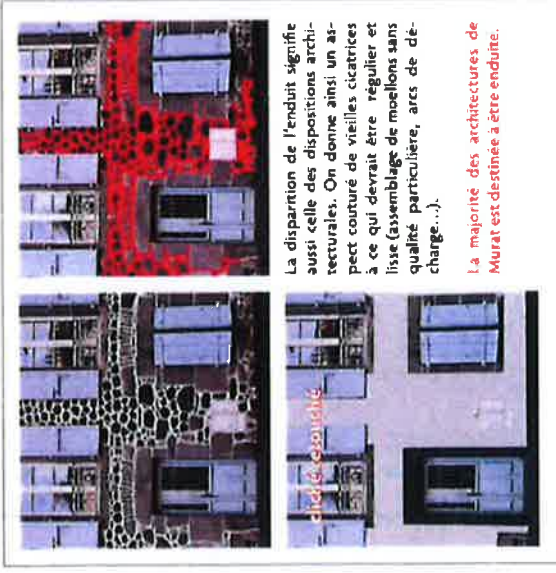 cliché retouché
La disparition de l'enduit signifie
aussi celle des dispositions archi-
tecturales. On donne ainsi un as-
pect couturé de vieilles cicatrices
à ce qui devrait être régulier et
lisse (assemblage de moellons sans
qualité particulière, arcs de dé-
charge...).
La majorité des architectures de
Murat est destinée à être enduite.